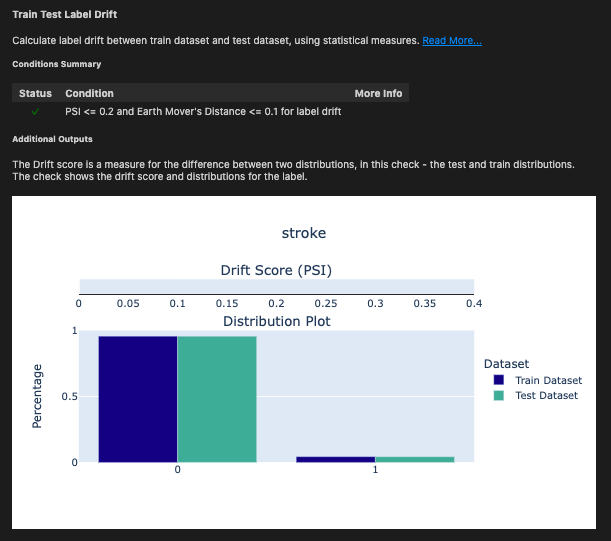 Train Test Label Drift
Calculate label drift between train dataset and test dataset, using statistical measures. Read More...
Conditions Summary
Status Condition More Info
✓ PSI <= 0.2 and Earth Mover's Distance <= 0.1 for label drift
Additional Outputs
The Drift score is a measure for the difference between two distributions, in this check - the test and train distributions.
The check shows the drift score and distributions for the label.
stroke
Drift Score (PSI)
0 0.05 0.1 0.15 0.2 0.25 0.3 0.35 0.4
Distribution Plot
1
0.5
0
Percentage
0 1
Dataset
Train Dataset
Test Dataset